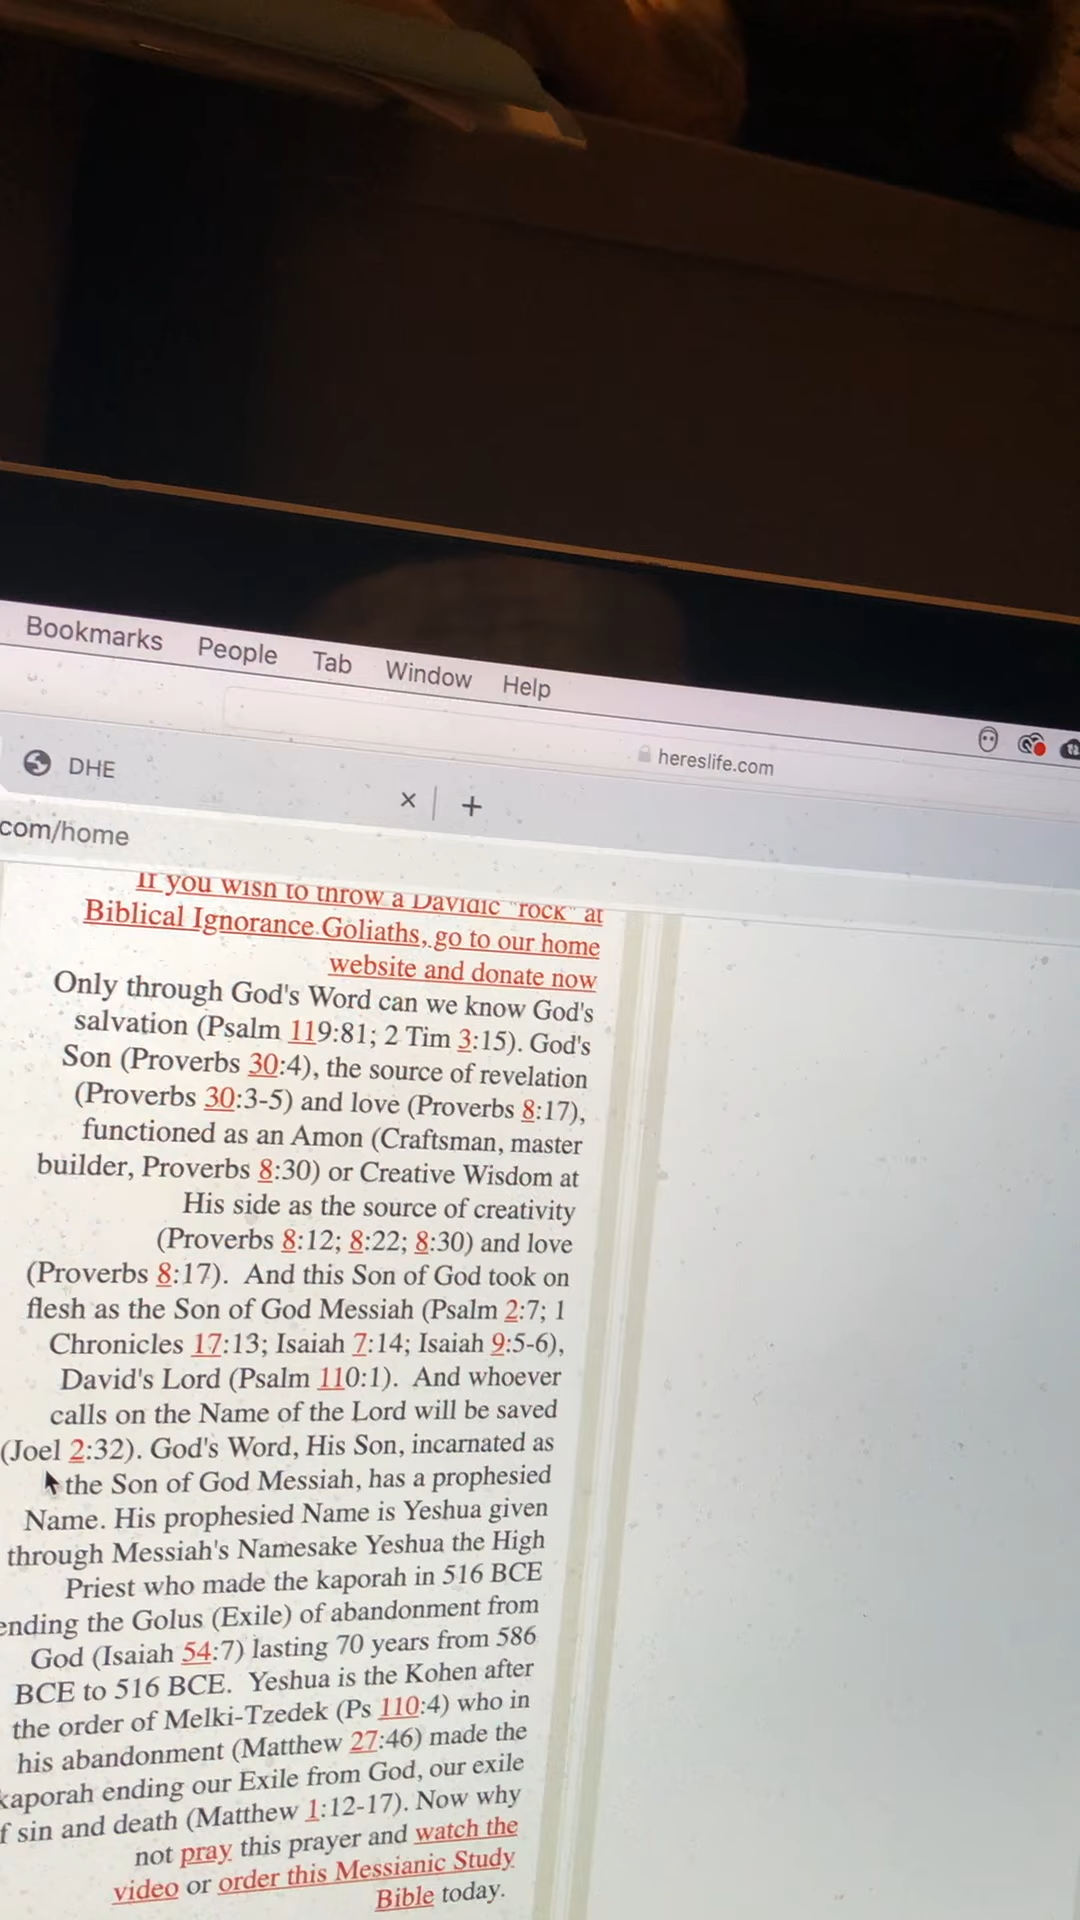 Bookmarks People Tab Window Help
hereslife.com
DHE
com/home
If you wish to throw a Davidic "rock" at
Biblical Ignorance Goliaths, go to our home
website and donate now
Only through God's Word can we know God's
salvation (Psalm 119:81; 2 Tim 3:15). God's
Son (Proverbs 30:4), the source of revelation
(Proverbs 30:3-5) and love (Proverbs 8:17),
functioned as an Amon (Craftsman, master
builder, Proverbs 8:30) or Creative Wisdom at
His side as the source of creativity
(Proverbs 8:12; 8:22; 8:30) and love
(Proverbs 8:17). And this Son of God took on
flesh as the Son of God Messiah (Psalm 2:7; 1
Chronicles 17:13; Isaiah 7:14; Isaiah 9:5-6),
David's Lord (Psalm 110:1). And whoever
calls on the Name of the Lord will be saved
(Joel 2:32). God's Word, His Son, incarnated as
the Son of God Messiah, has a prophesied
Name. His prophesied Name is Yeshua given
through Messiah's Namesake Yeshua the High
Priest who made the kaporah in 516 BCE
ending the Golus (Exile) of abandonment from
God (Isaiah 54:7) lasting 70 years from 586
BCE to 516 BCE. Yeshua is the Kohen after
the order of Melki-Tzedek (Ps 110:4) who in
his abandonment (Matthew 27:46) made the
kaporah ending our Exile from God, our exile
f sin and death (Matthew 1:12-17). Now why
not pray this prayer and watch the
video or order this Messianic Study
Bible today.